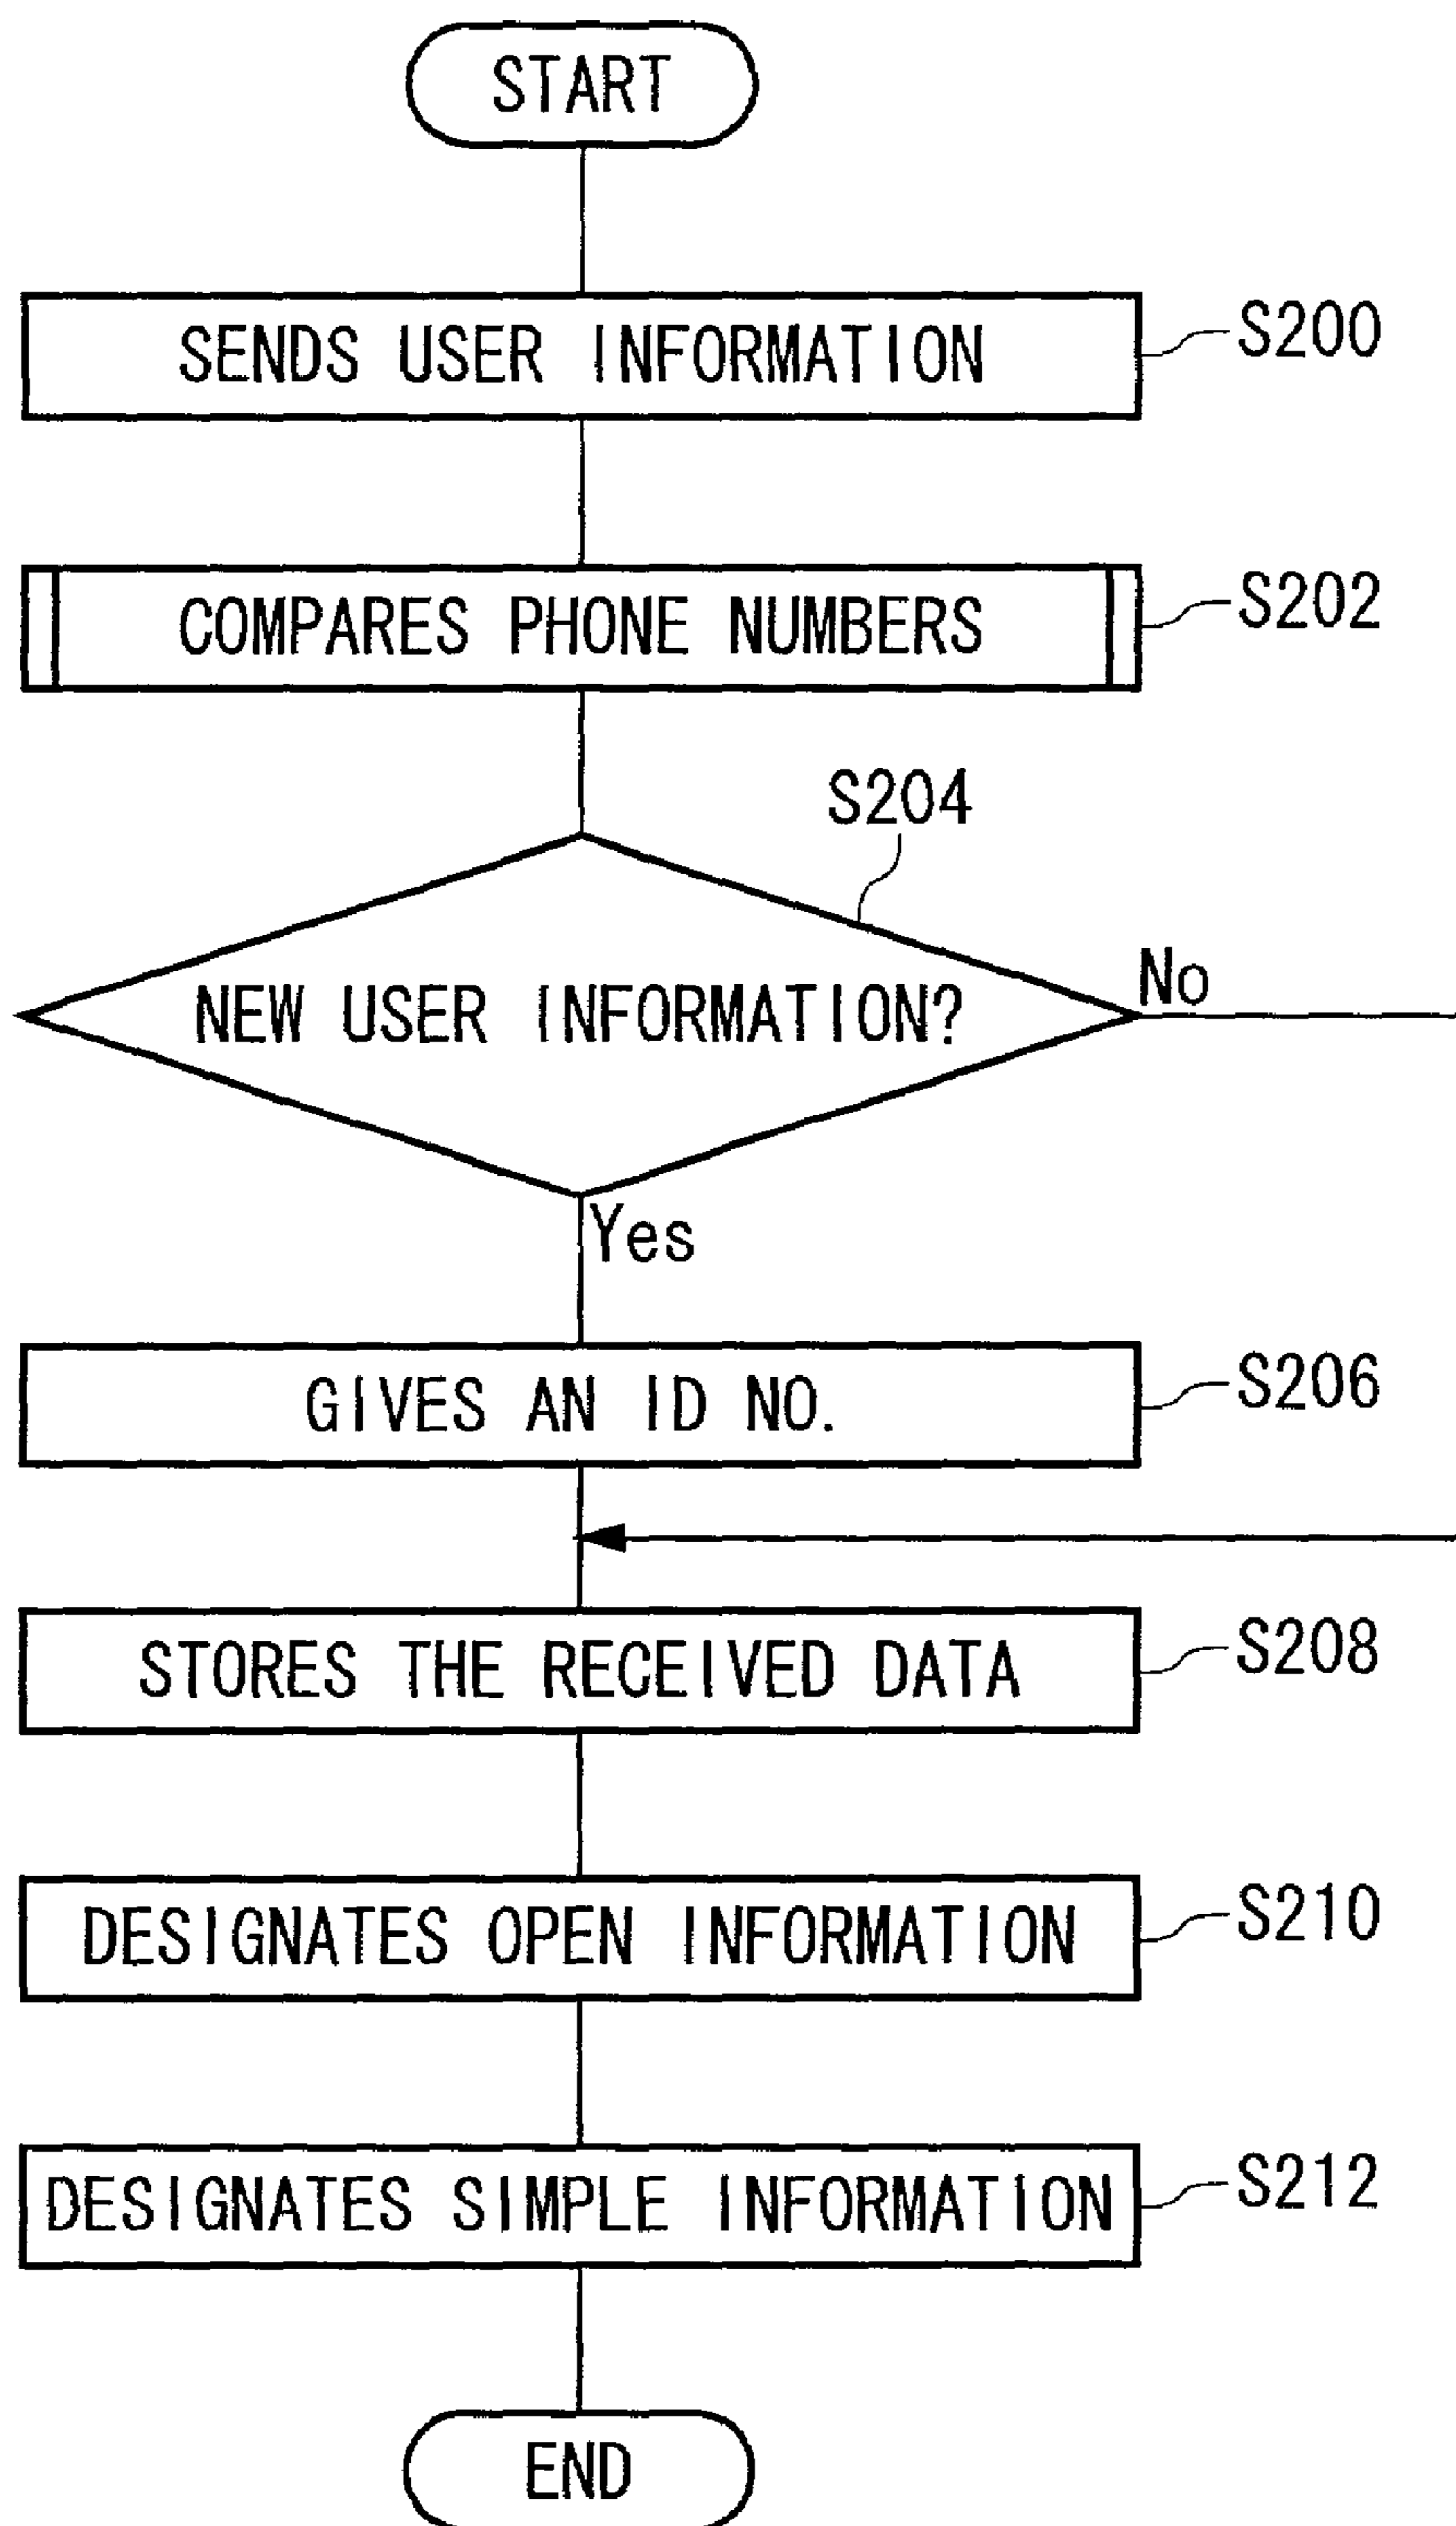 START
SENDS USER INFORMATION
S200
COMPARES PHONE NUMBERS
S202
S204
NEW USER INFORMATION?
No
Yes
GIVES AN ID NO.
S206
STORES THE RECEIVED DATA
S208
DESIGNATES OPEN INFORMATION
S210
DESIGNATES SIMPLE INFORMATION
S212
END